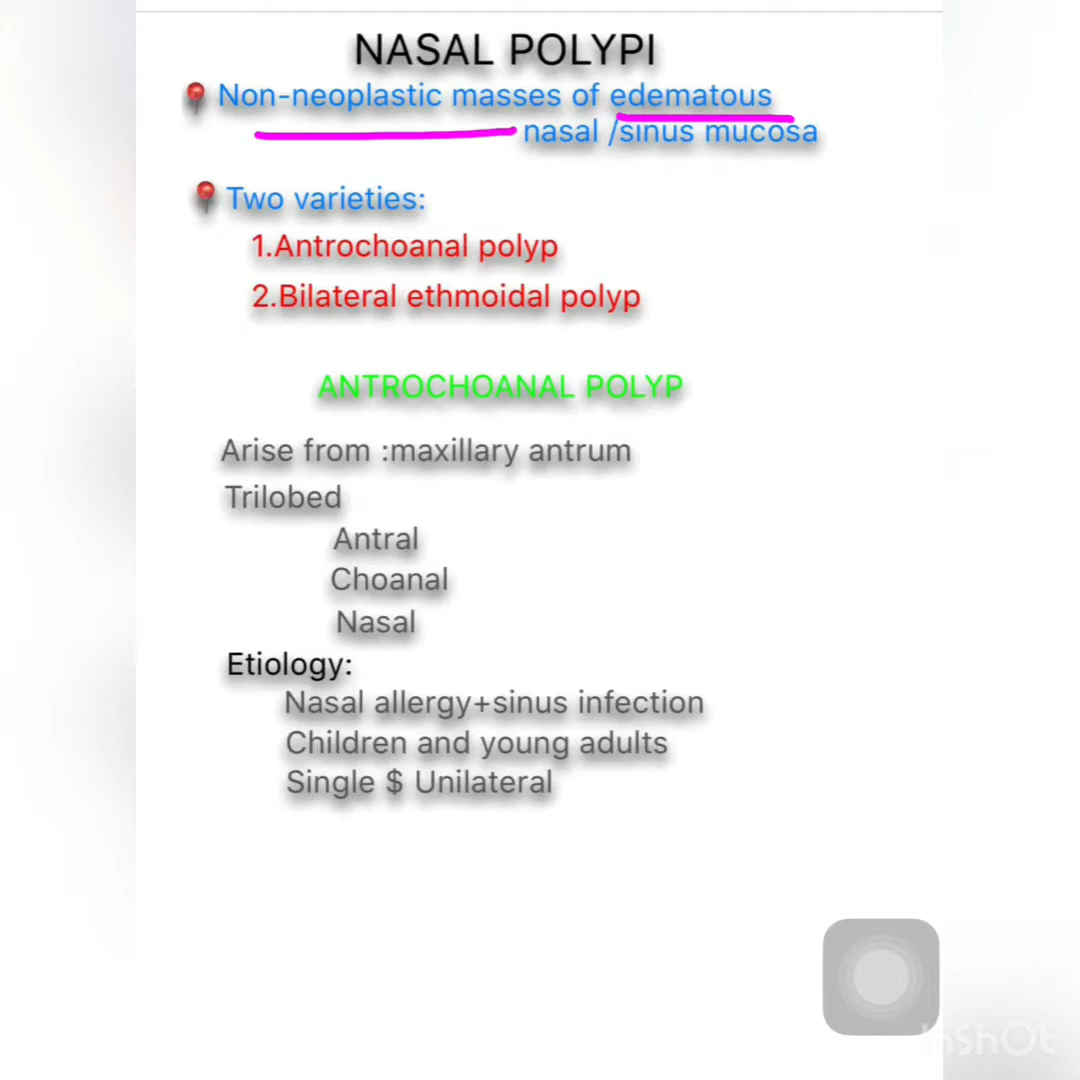 NASAL POLYPI
Non-neoplastic masses of edematous
nasal /sinus mucosa
Two varieties:
1.Antrochoanal polyp
2.Bilateral ethmoidal polyp
ANTROCHOANAL POLYP
Arise from :maxillary antrum
Trilobed
Antral
Choanal
Nasal
Etiology:
Nasal allergy+sinus infection
Children and young adults
Single $ Unilateral
InShOt